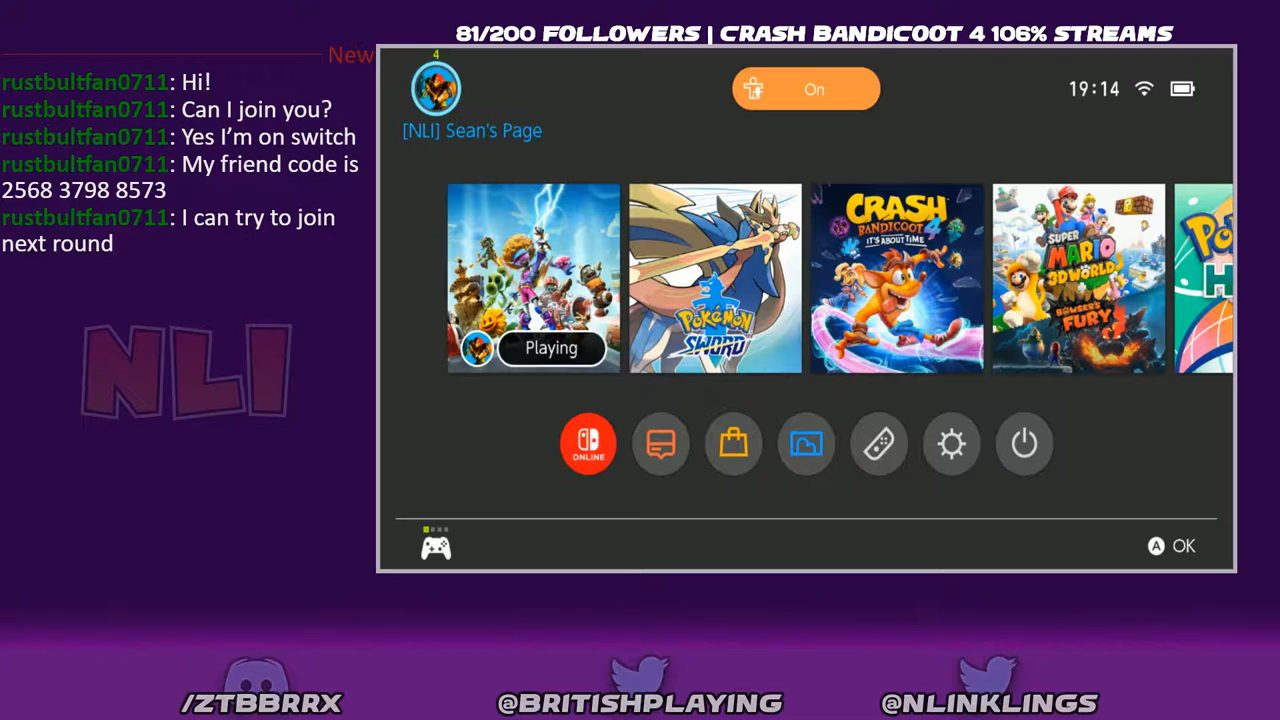 81/200 FOLLOWERS | CRASH BANDICOOT 4 106% STREAMS
New
rustbultfan0711: Hi!
rustbultfan0711: Can I join you?
rustbultfan0711: Yes I’m on switch
rustbultfan0711: My friend code is
2568 3798 8573
rustbultfan0711: I can try to join
next round
NLI
4
[NLI] Sean's Page
On
19:14
Playing
POKéMON
SWORD
CRASH
BANDICOOT 4
IT'S ABOUT TIME
SUPER
MARIO
3D WORLD
BOWSER'S
FURY
Po
H
ONLINE
A OK
/ZTBBRRX
@BRITISHPLAYING
@NLINKLINGS